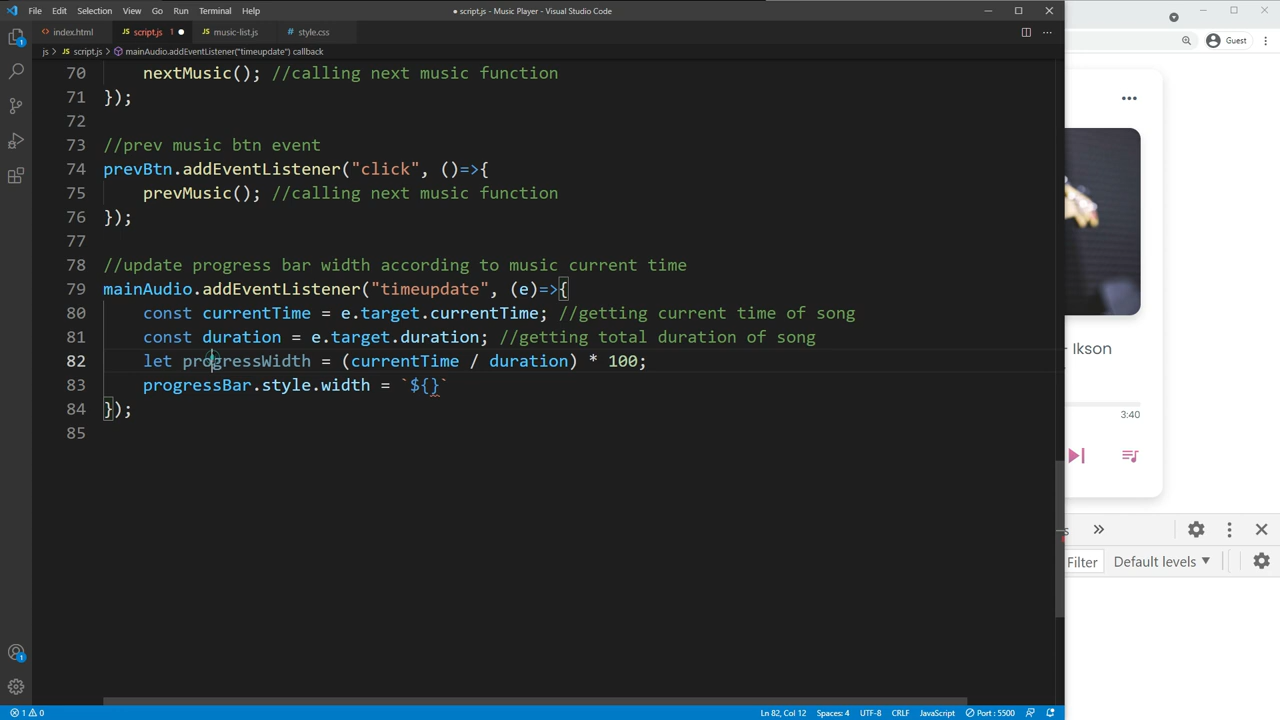 File Edit Selection View Go Run Terminal Help
● script.js - Music Player - Visual Studio Code
index.html
JS script.js 1 ●
JS music-list.js
# style.css
js > JS script.js > mainAudio.addEventListener("timeupdate") callback
Guest
70 nextMusic(); //calling next music function
71 });
72
73 //prev music btn event
74 prevBtn.addEventListener("click", ()=>{
75 prevMusic(); //calling next music function
76 });
77
78 //update progress bar width according to music current time
79 mainAudio.addEventListener("timeupdate", (e)=>{
80 const currentTime = e.target.currentTime; //getting current time of song
81 const duration = e.target.duration; //getting total duration of song
82 let progressWidth = (currentTime / duration) * 100;
83 progressBar.style.width = `${}`
84 });
85
- Ikson
3:40
Filter
Default levels ▼
1 0
Ln 82, Col 12 Spaces: 4 UTF-8 CRLF JavaScript Port : 5500